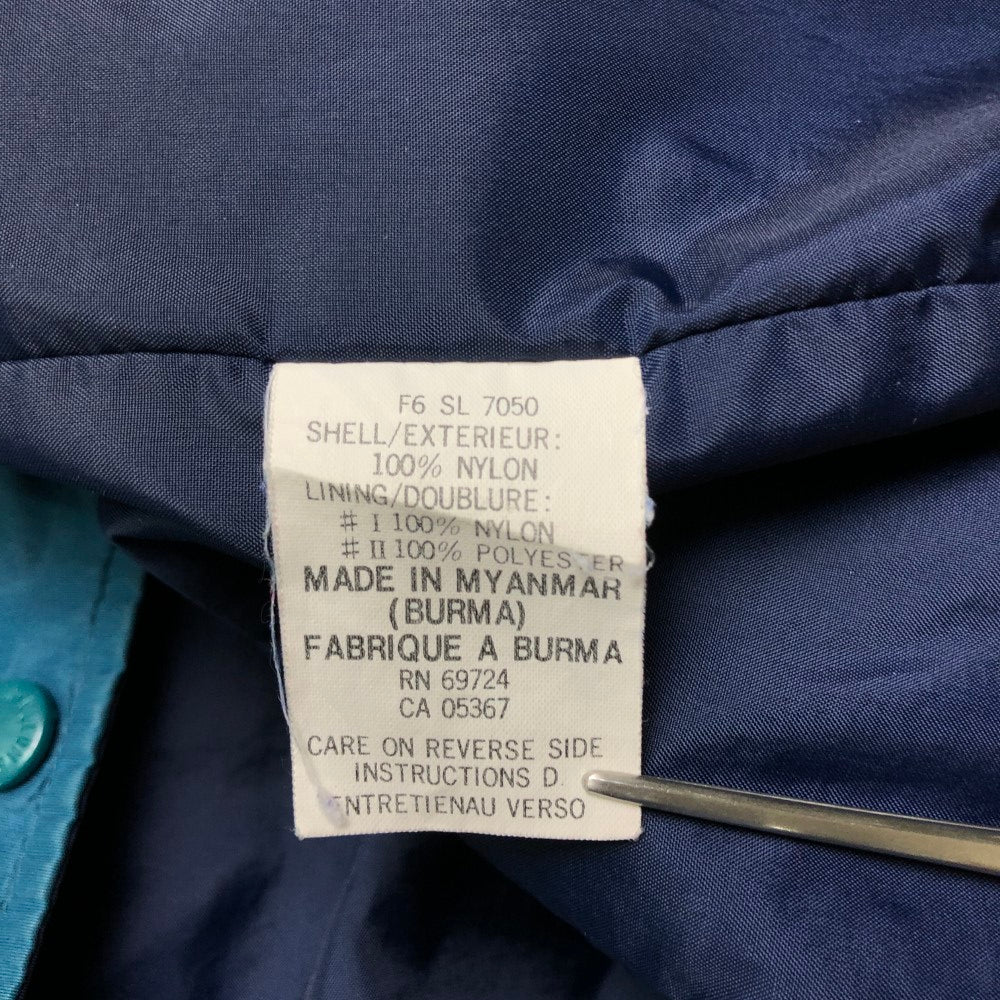 F6 SL 7050
SHELL/EXTERIEUR:
100% NYLON
LINING/DOUBLURE:
# I 100% NYLON
# II 100% POLYESTER
MADE IN MYANMAR
(BURMA)
FABRIQUE A BURMA
RN 69724
CA 05367
CARE ON REVERSE SIDE
INSTRUCTIONS D.
ENTRETIENAU VERSO